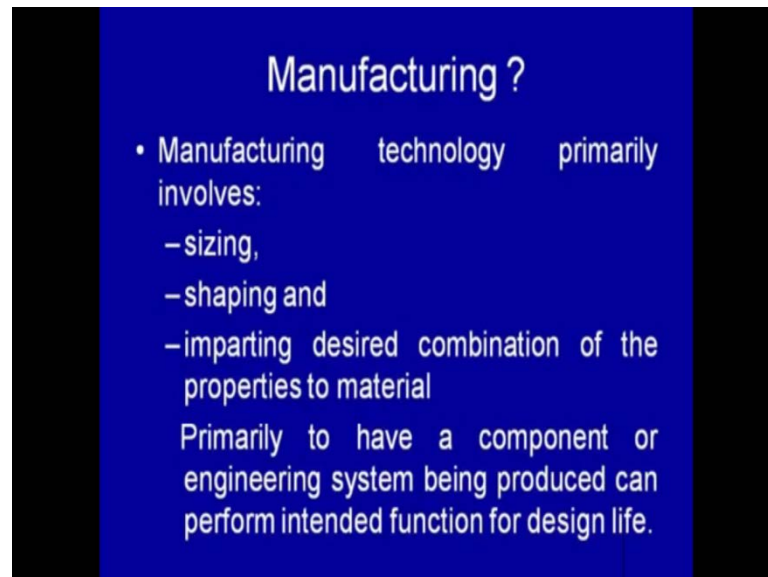 Manufacturing ?
• Manufacturing technology primarily
involves:
– sizing,
– shaping and
– imparting desired combination of the
properties to material
Primarily to have a component or
engineering system being produced can
perform intended function for design life.